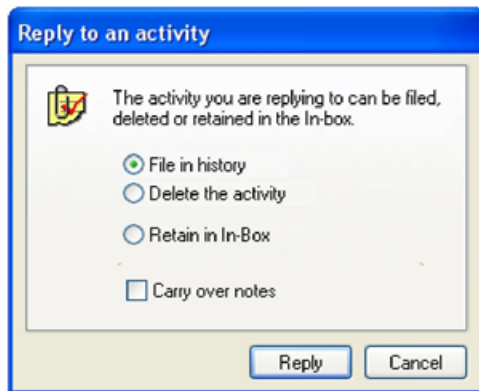 Reply to an activity
The activity you are replying to can be filed,
deleted or retained in the In-box.
File in history
Delete the activity
Retain in In-Box
Carry over notes
Reply Cancel